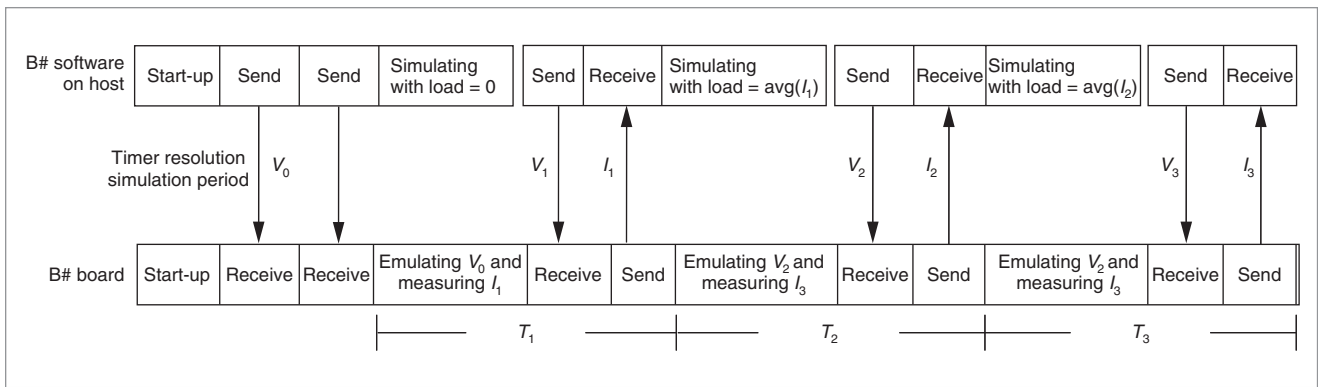 B# software
on host
Start-up
Send
Send
Simulating
with load = 0
Send
Receive
Simulating
with load = avg(I1)
Send
Receive
Simulating
with load = avg(I2)
Send
Receive
Timer resolution
simulation period
V0
V1
I1
V2
I2
V3
I3
B# board
Start-up
Receive
Receive
Emulating V0 and
measuring I1
Receive
Send
Emulating V2 and
measuring I3
Receive
Send
Emulating V2 and
measuring I3
Receive
Send
T1
T2
T3